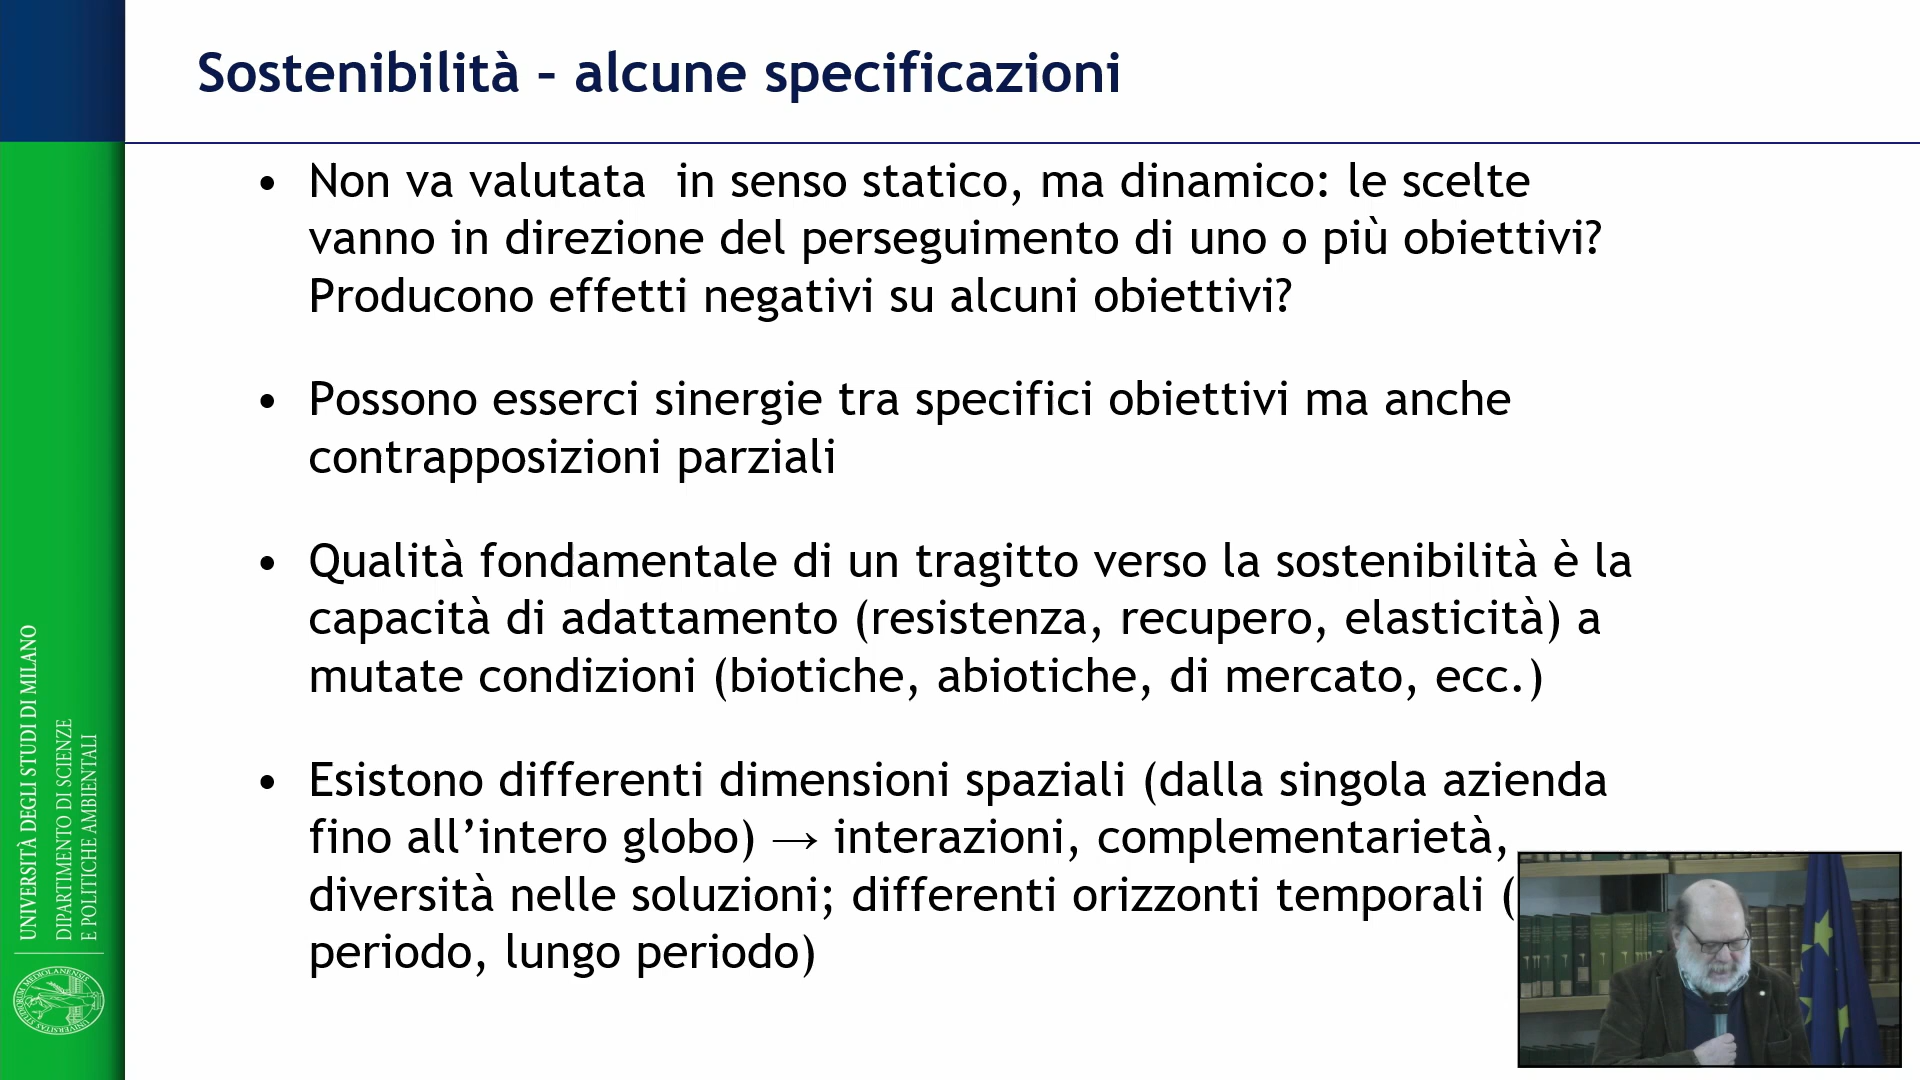 Sostenibilità – alcune specificazioni
• Non va valutata  in senso statico, ma dinamico: le scelte
vanno in direzione del perseguimento di uno o più obiettivi?
Producono effetti negativi su alcuni obiettivi?
• Possono esserci sinergie tra specifici obiettivi ma anche
contrapposizioni parziali
• Qualità fondamentale di un tragitto verso la sostenibilità è la
capacità di adattamento (resistenza, recupero, elasticità) a
mutate condizioni (biotiche, abiotiche, di mercato, ecc.)
• Esistono differenti dimensioni spaziali (dalla singola azienda
fino all’intero globo) → interazioni, complementarietà,
diversità nelle soluzioni; differenti orizzonti temporali (
periodo, lungo periodo)
UNIVERSITÀ DEGLI STUDI DI MILANO
DIPARTIMENTO DI SCIENZE
E POLITICHE AMBIENTALI